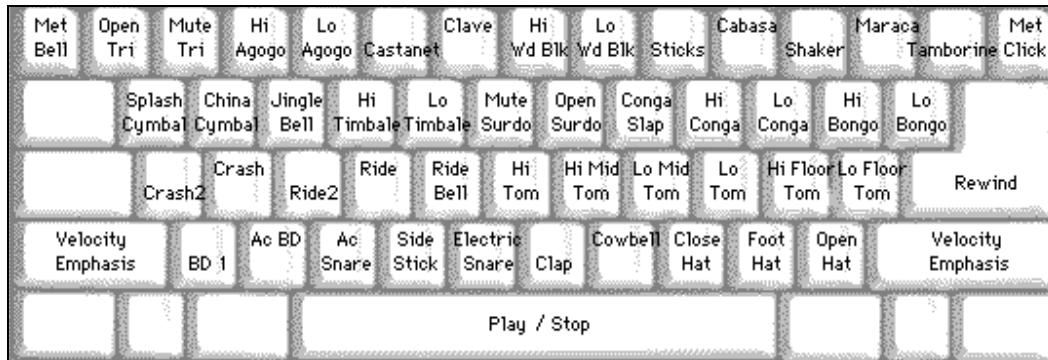 Met Bell Open Tri Mute Tri Hi Agogo Lo Agogo Castanet Clave Hi Wd Blk Lo Wd Blk Sticks Cabasa Shaker Maraca Tamborine Met Click
Splash Cymbal China Cymbal Jingle Bell Hi Timbale Lo Timbale Mute Surdo Open Surdo Conga Slap Hi Conga Lo Conga Hi Bongo Lo Bongo
Crash2 Crash Ride2 Ride Ride Bell Hi Tom Hi Mid Tom Lo Mid Tom Lo Tom Hi Floor Tom Lo Floor Tom Rewind
Velocity Emphasis BD 1 Ac BD Ac Snare Side Stick Electric Snare Clap Cowbell Close Hat Foot Hat Open Hat Velocity Emphasis
Play / Stop